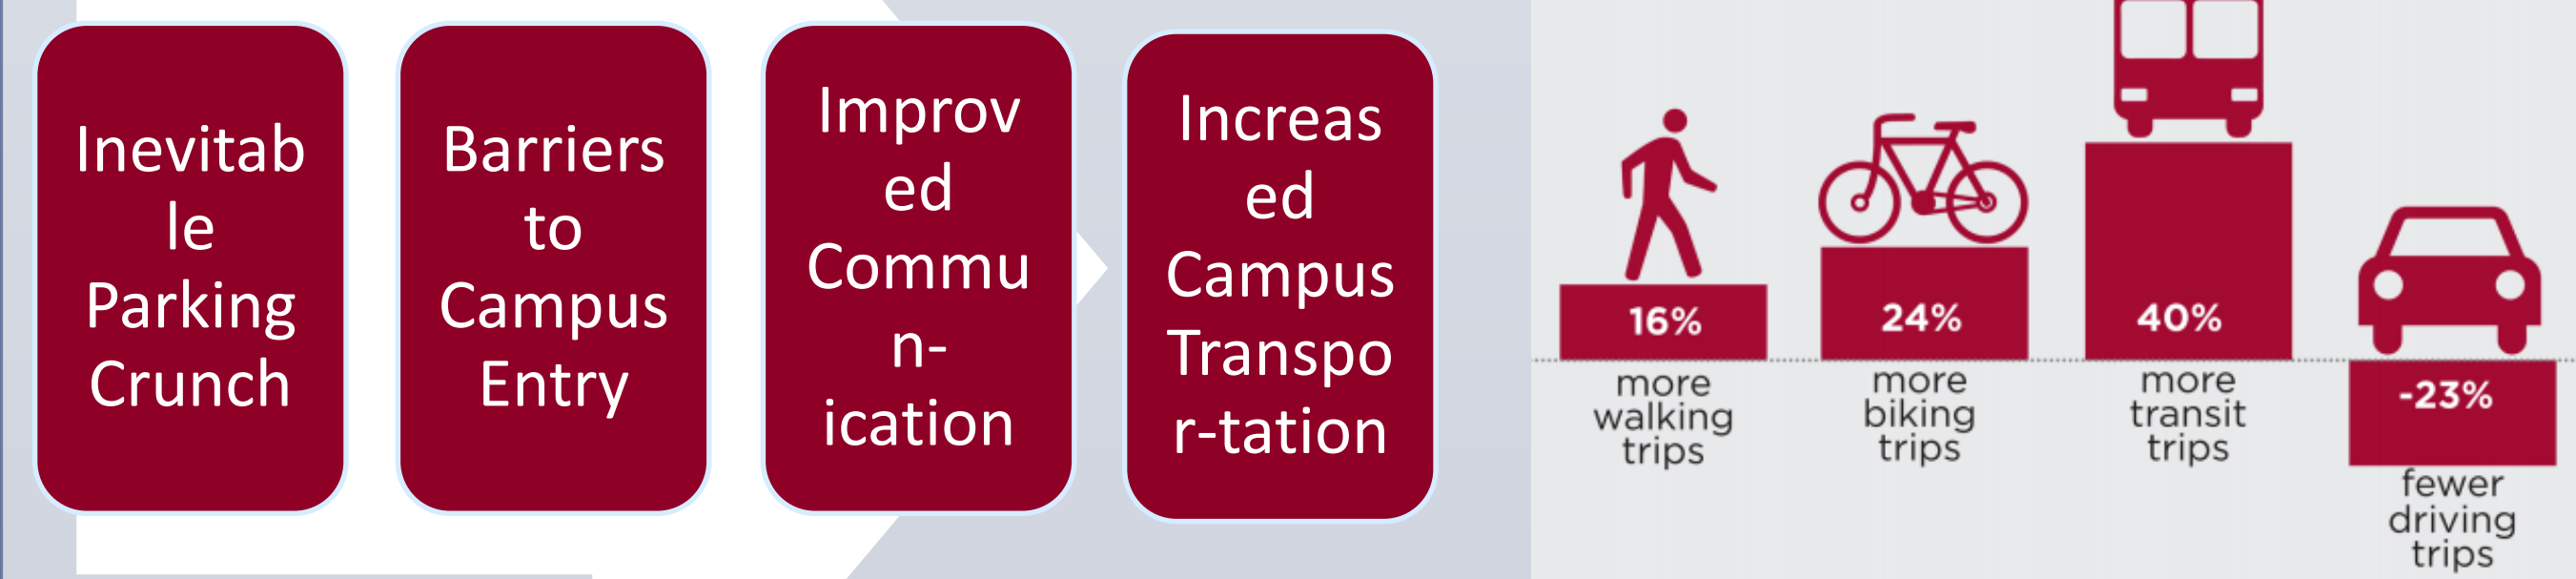 Inevitab
le
Parking
Crunch
Barriers
to
Campus
Entry
Improv
ed
Commu
n-
ication
Increas
ed
Campus
Transpo
r-tation
16%
more
walking
trips
24%
more
biking
trips
40%
more
transit
trips
-23%
fewer
driving
trips